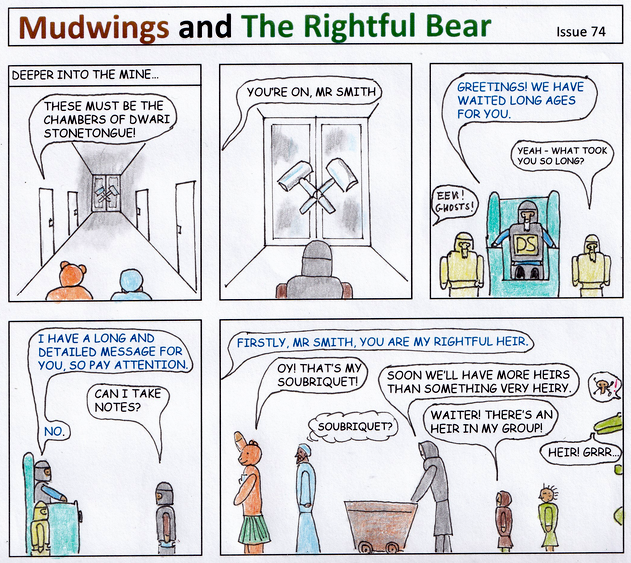 Mudwings and The Rightful Bear
Issue 74
DEEPER INTO THE MINE...
THESE MUST BE THE
CHAMBERS OF DWARI
STONETONGUE!
YOU'RE ON, MR SMITH
GREETINGS! WE HAVE
WAITED LONG AGES
FOR YOU.
YEAH - WHAT TOOK
YOU SO LONG?
EEK!
GHOSTS!
DS
I HAVE A LONG AND
DETAILED MESSAGE FOR
YOU, SO PAY ATTENTION.
CAN I TAKE
NOTES?
NO.
FIRSTLY, MR SMITH, YOU ARE MY RIGHTFUL HEIR.
OY! THAT'S MY
SOUBRIQUET!
SOUBRIQUET?
SOON WE'LL HAVE MORE HEIRS
THAN SOMETHING VERY HEIRY.
WAITER! THERE'S AN
HEIR IN MY GROUP!
!
HEIR! GRRR...